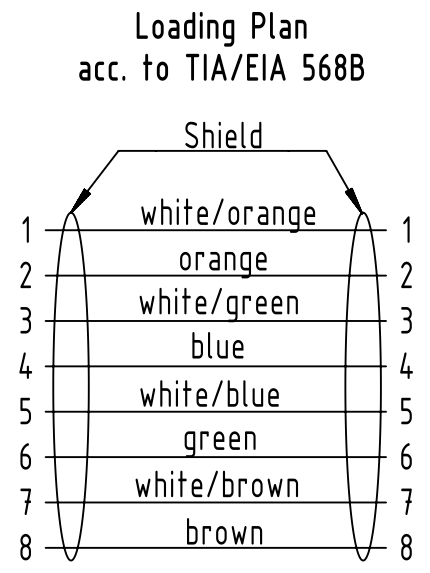 Loading Plan
acc. to TIA/EIA 568B
Shield
1 white/orange 1
2 orange 2
3 white/green 3
4 blue 4
5 white/blue 5
6 green 6
7 white/brown 7
8 brown 8